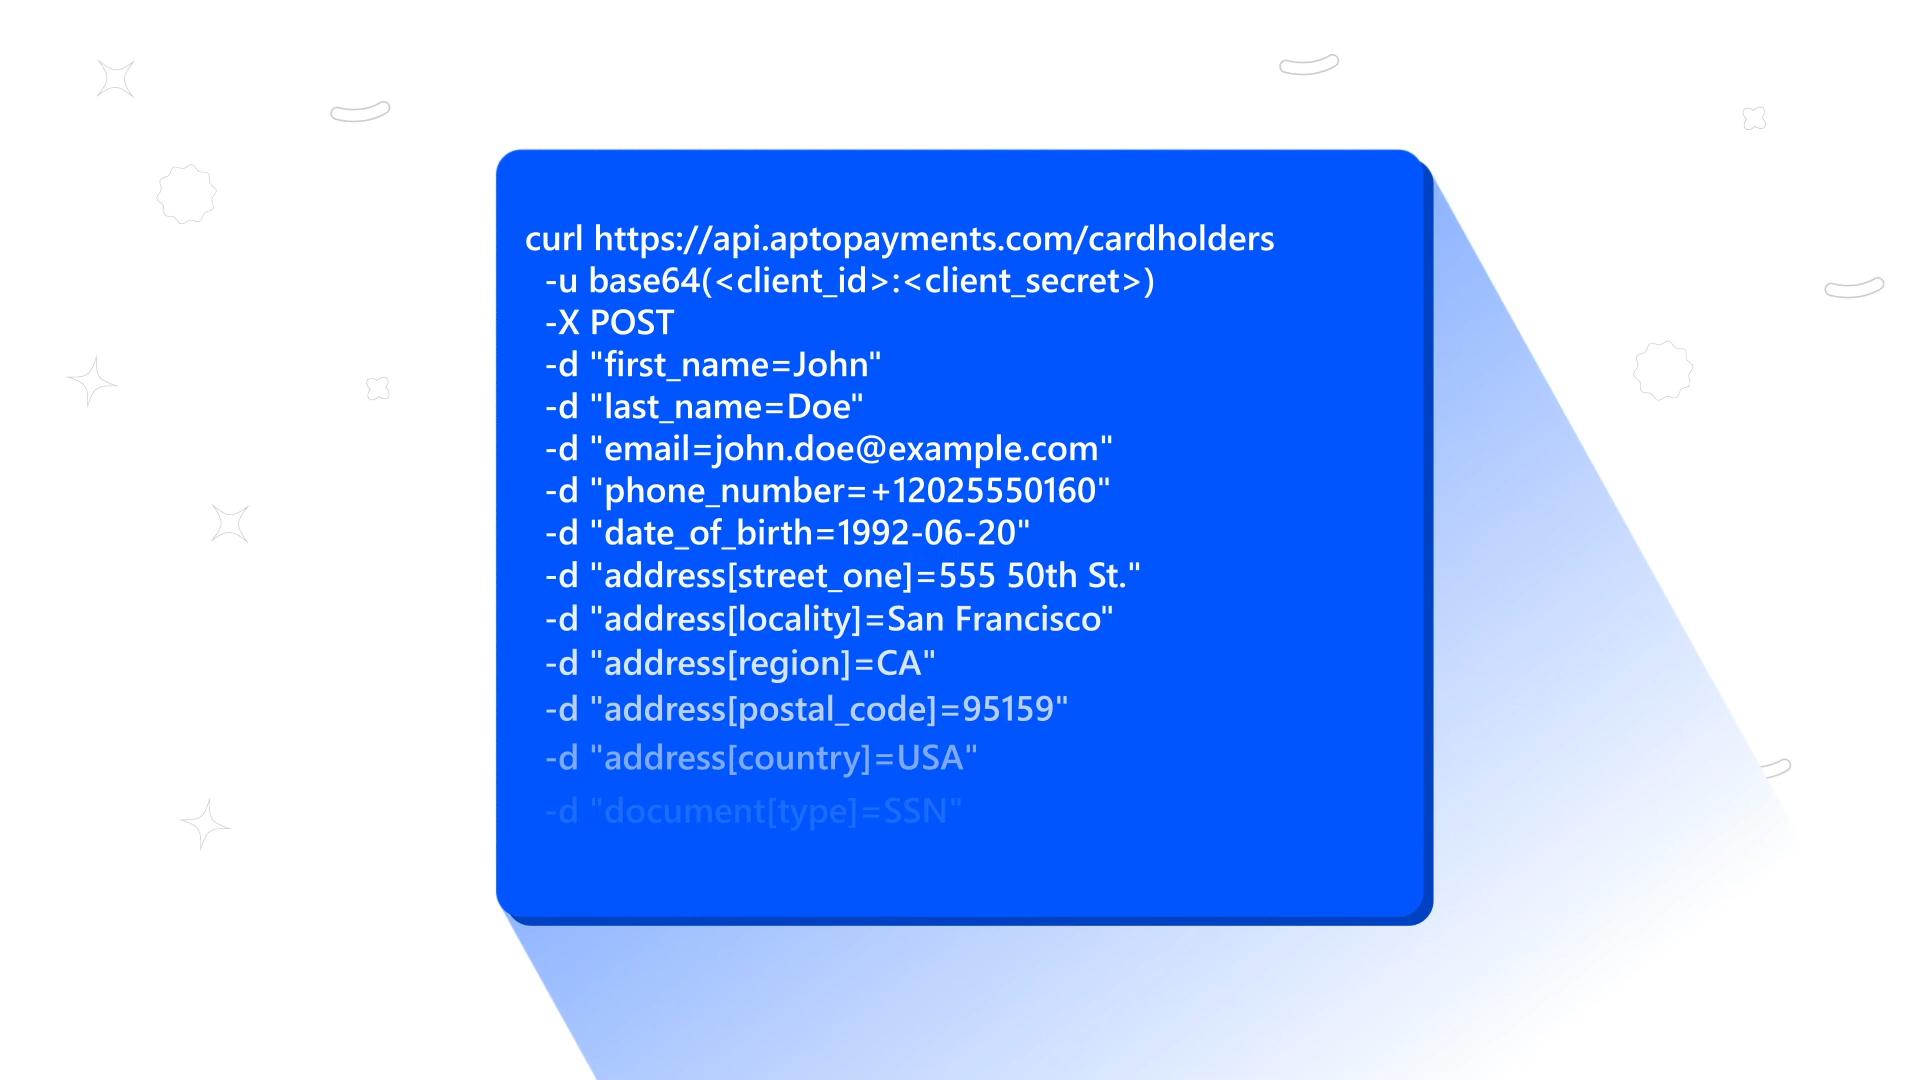 curl https://api.aptopayments.com/cardholders
-u base64(<client_id>:<client_secret>)
-X POST
-d "first_name=John"
-d "last_name=Doe"
-d "email=john.doe@example.com"
-d "phone_number=+12025550160"
-d "date_of_birth=1992-06-20"
-d "address[street_one]=555 50th St."
-d "address[locality]=San Francisco"
-d "address[region]=CA"
-d "address[postal_code]=95159"
-d "address[country]=USA"
-d "document[type]=SSN"